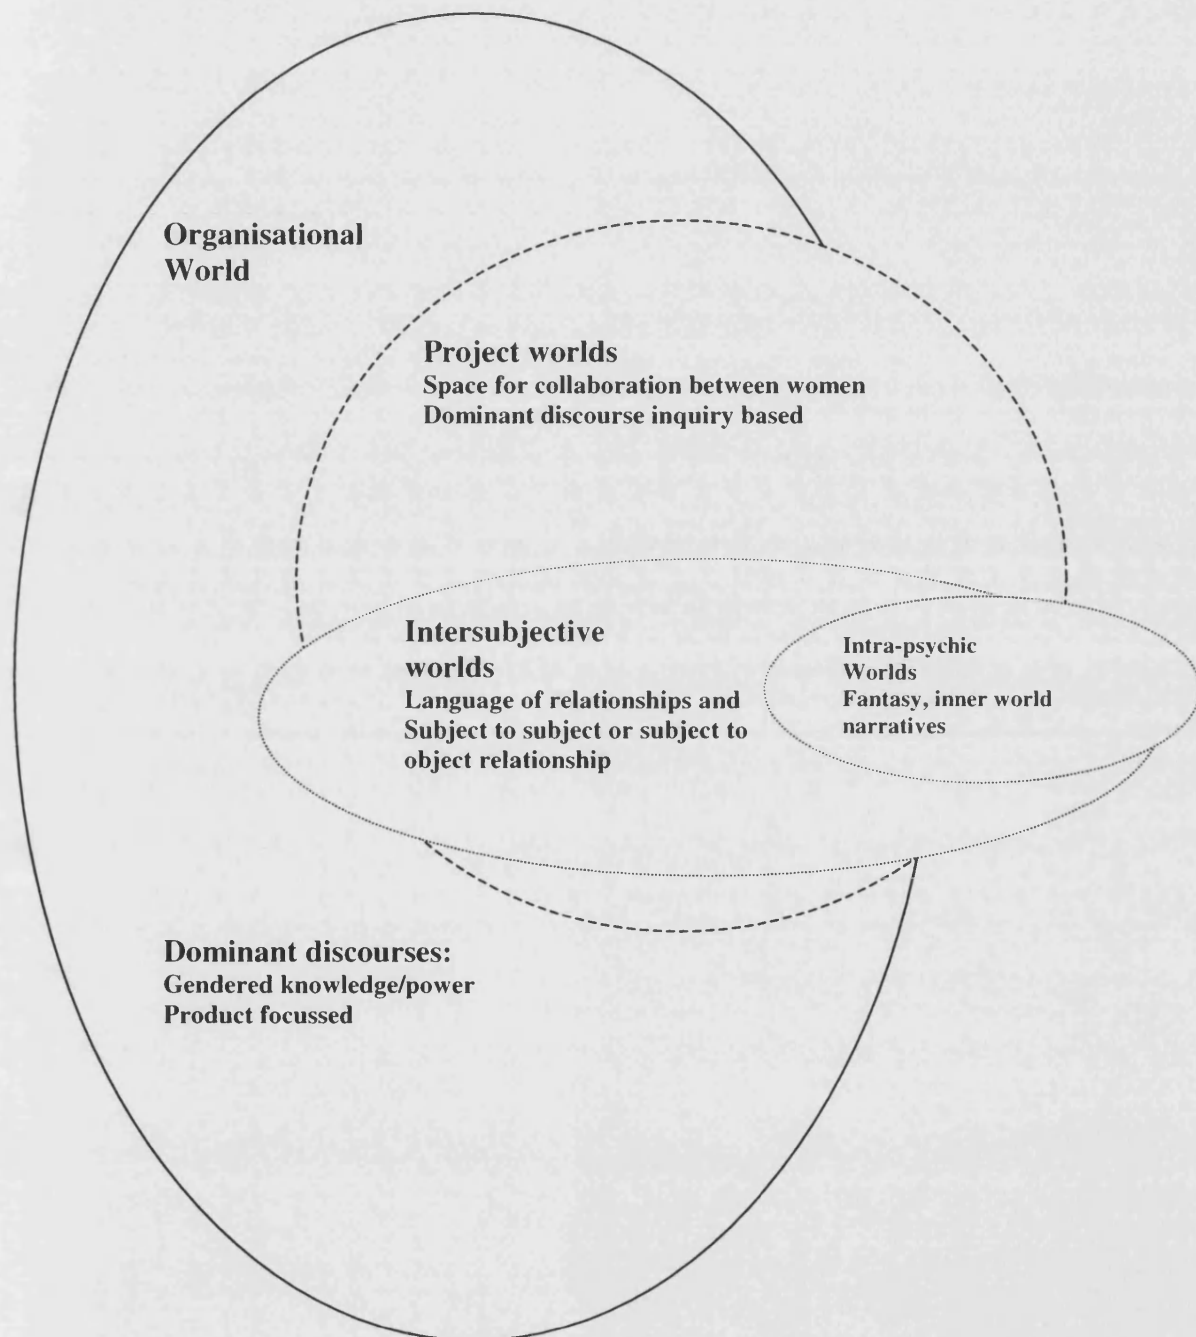 Organisational
World
Project worlds
Space for collaboration between women
Dominant discourse inquiry based
Intersubjective
worlds
Language of relationships and
Subject to subject or subject to
object relationship
Intra-psychic
Worlds
Fantasy, inner world
narratives
Dominant discourses:
Gendered knowledge/power
Product focussed